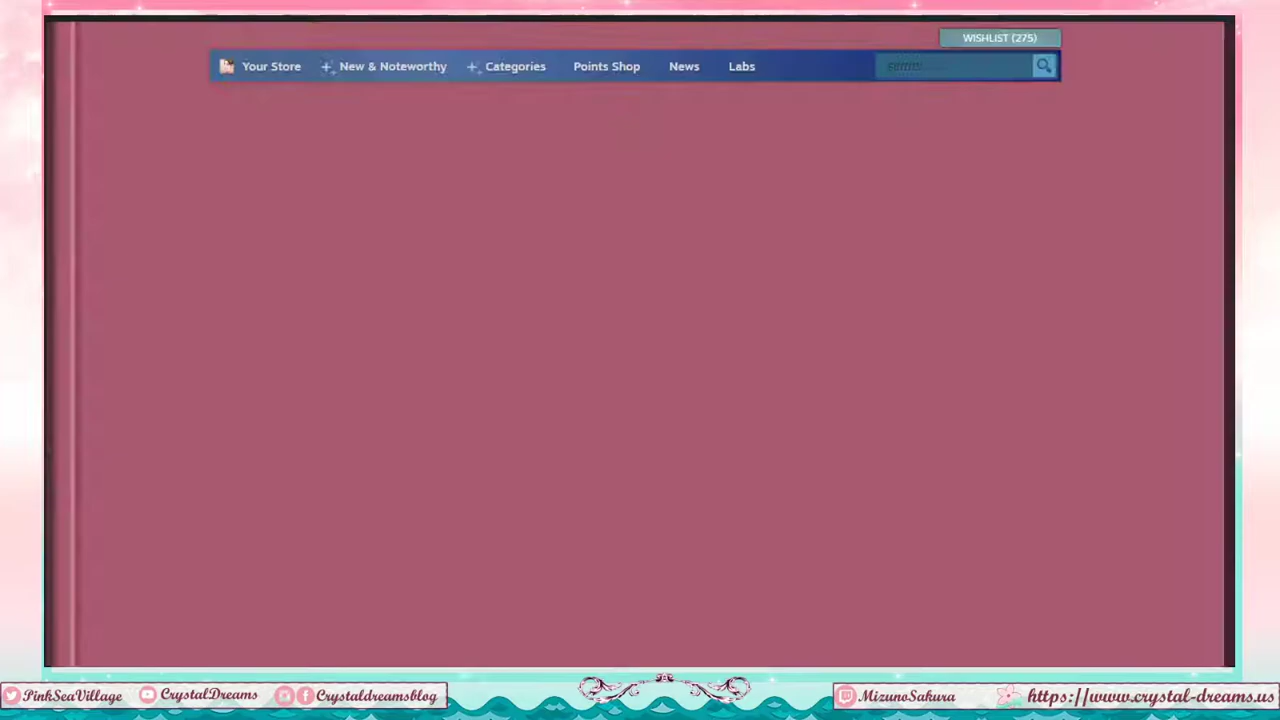 WISHLIST (275)
Your Store New & Noteworthy Categories Points Shop News Labs
PinkSeaVillage CrystalDreams Crystaldreamsblog MizunoSakura https://www.crystal-dreams.us